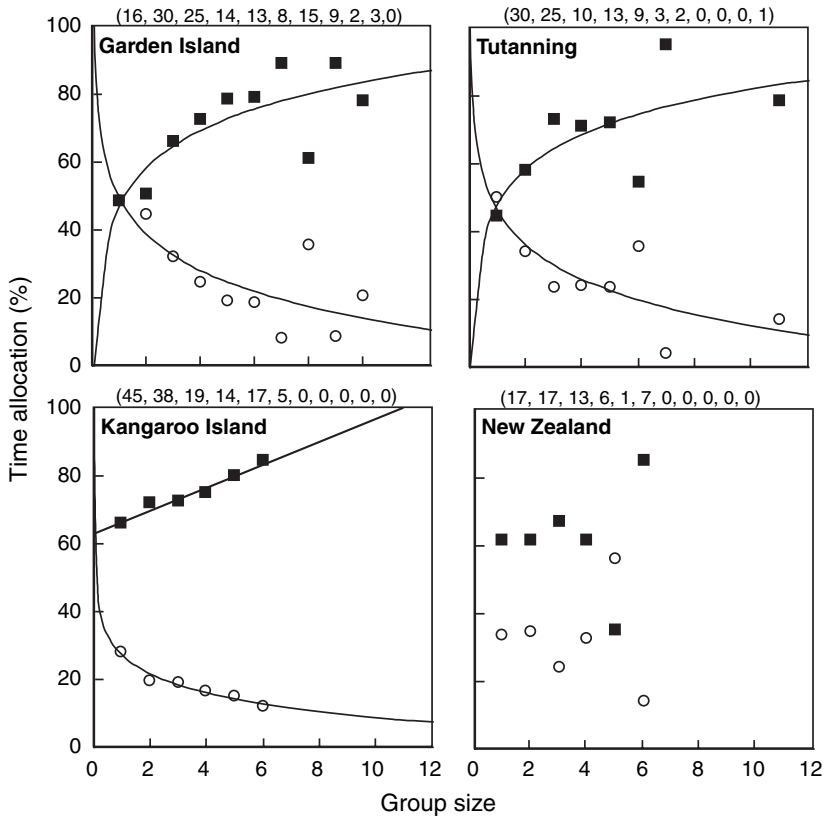 (16, 30, 25, 14, 13, 8, 15, 9, 2, 3,0)
(30, 25, 10, 13, 9, 3, 2, 0, 0, 0, 1)
100
Garden Island
Tutanning
80
60
40
20
0
Time allocation (%)
(45, 38, 19, 14, 17, 5, 0, 0, 0, 0, 0)
(17, 17, 13, 6, 1, 7, 0, 0, 0, 0, 0)
100
Kangaroo Island
New Zealand
80
60
40
20
0
0 2 4 6 8 10 12
0 2 4 6 8 10 12
Group size